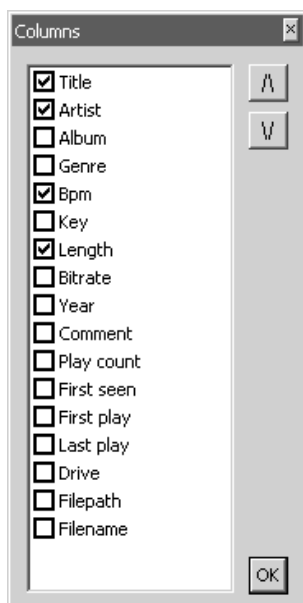 Columns
Title
Artist
Album
Genre
Bpm
Key
Length
Bitrate
Year
Comment
Play count
First seen
First play
Last play
Drive
Filepath
Filename
/\
\/
OK